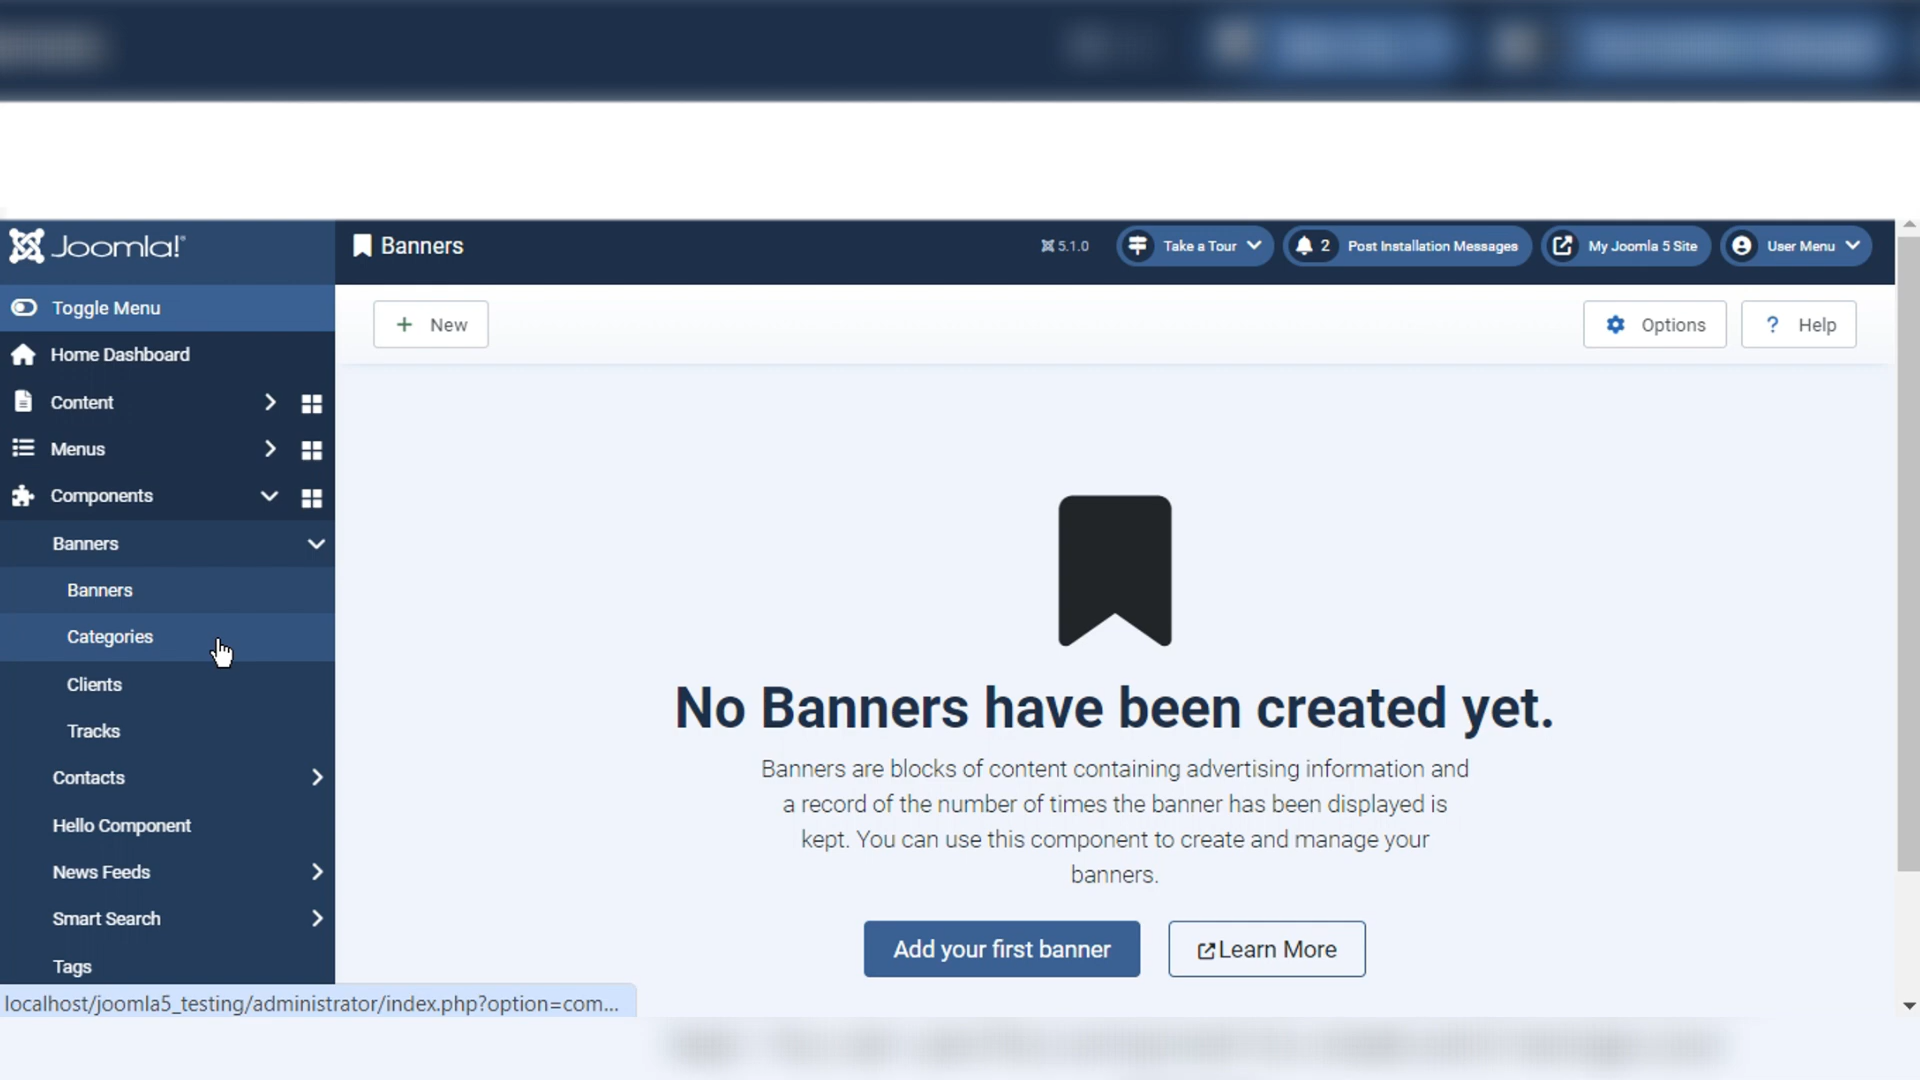 Joomla!®
Banners
5.1.0
Take a Tour
2 Post Installation Messages
My Joomla 5 Site
User Menu
Toggle Menu
Home Dashboard
Content
Menus
Components
Banners
Banners
Categories
Clients
Tracks
Contacts
Hello Component
News Feeds
Smart Search
Tags
+ New
Options
? Help
No Banners have been created yet.
Banners are blocks of content containing advertising information and
a record of the number of times the banner has been displayed is
kept. You can use this component to create and manage your
banners.
Add your first banner
Learn More
localhost/joomla5_testing/administrator/index.php?option=com...